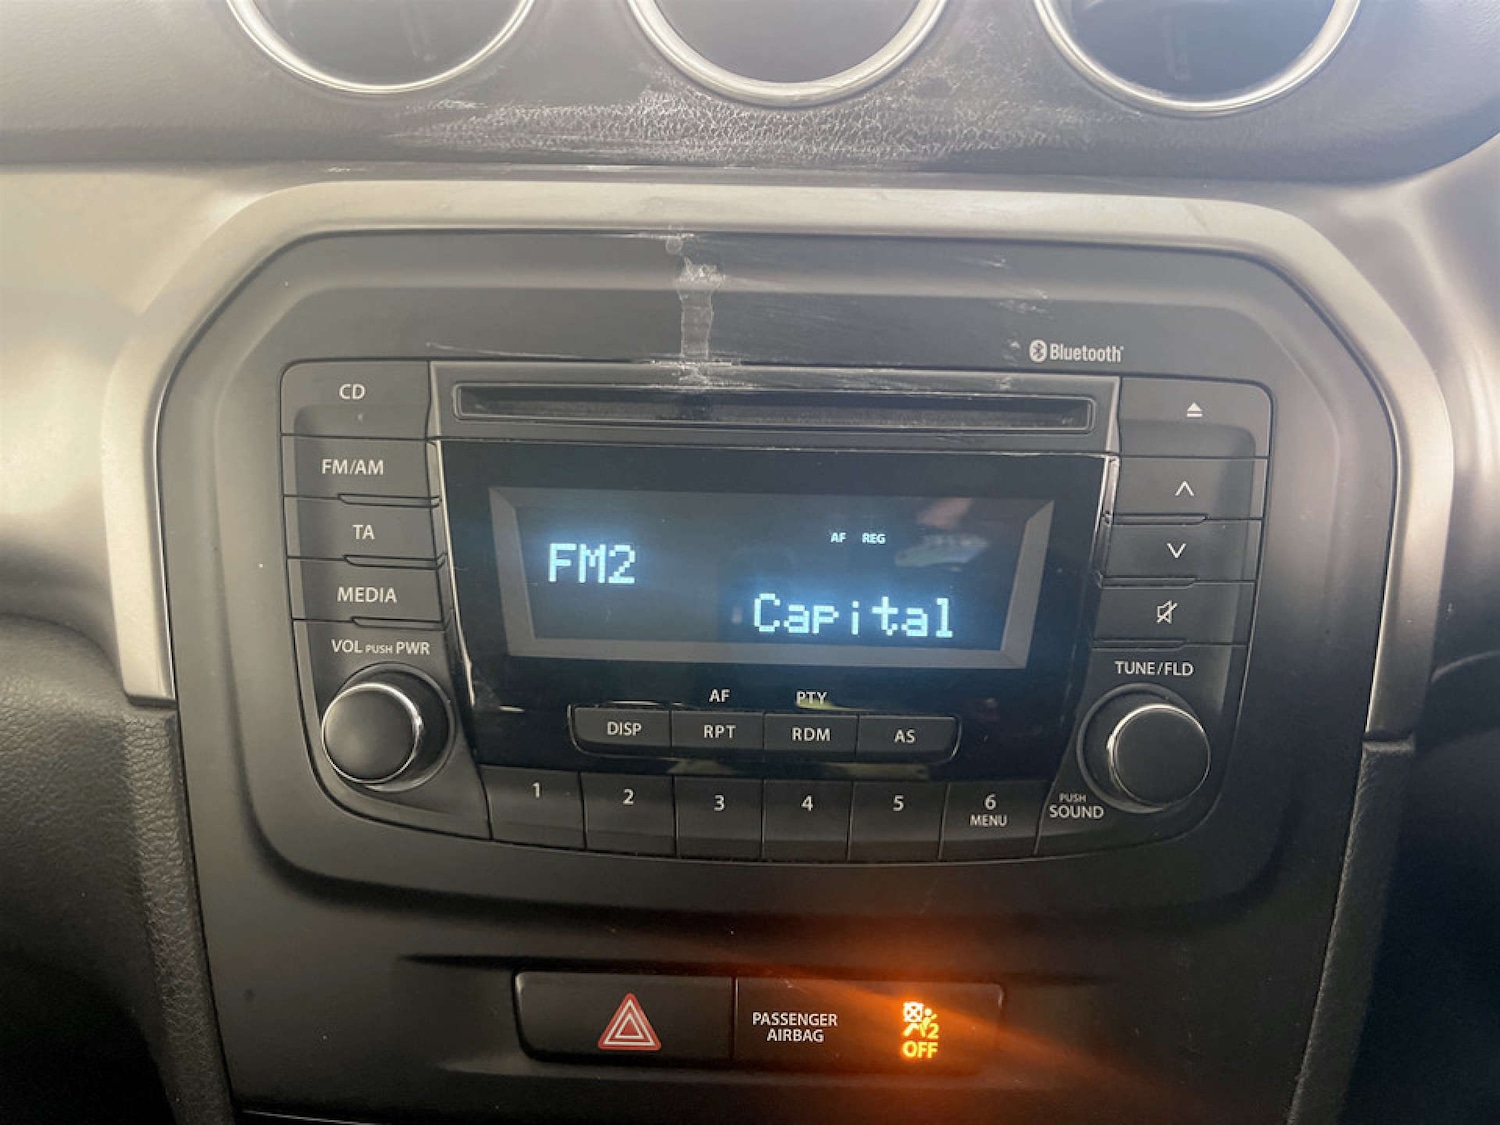 Bluetooth
CD
FM/AM
TA
MEDIA
VOL PUSH PWR
AF REG
FM2
Capital
TUNE/FLD
AF PTY
DISP RPT RDM AS
1 2 3 4 5 6
MENU
PUSH
SOUND
PASSENGER
AIRBAG
2
OFF